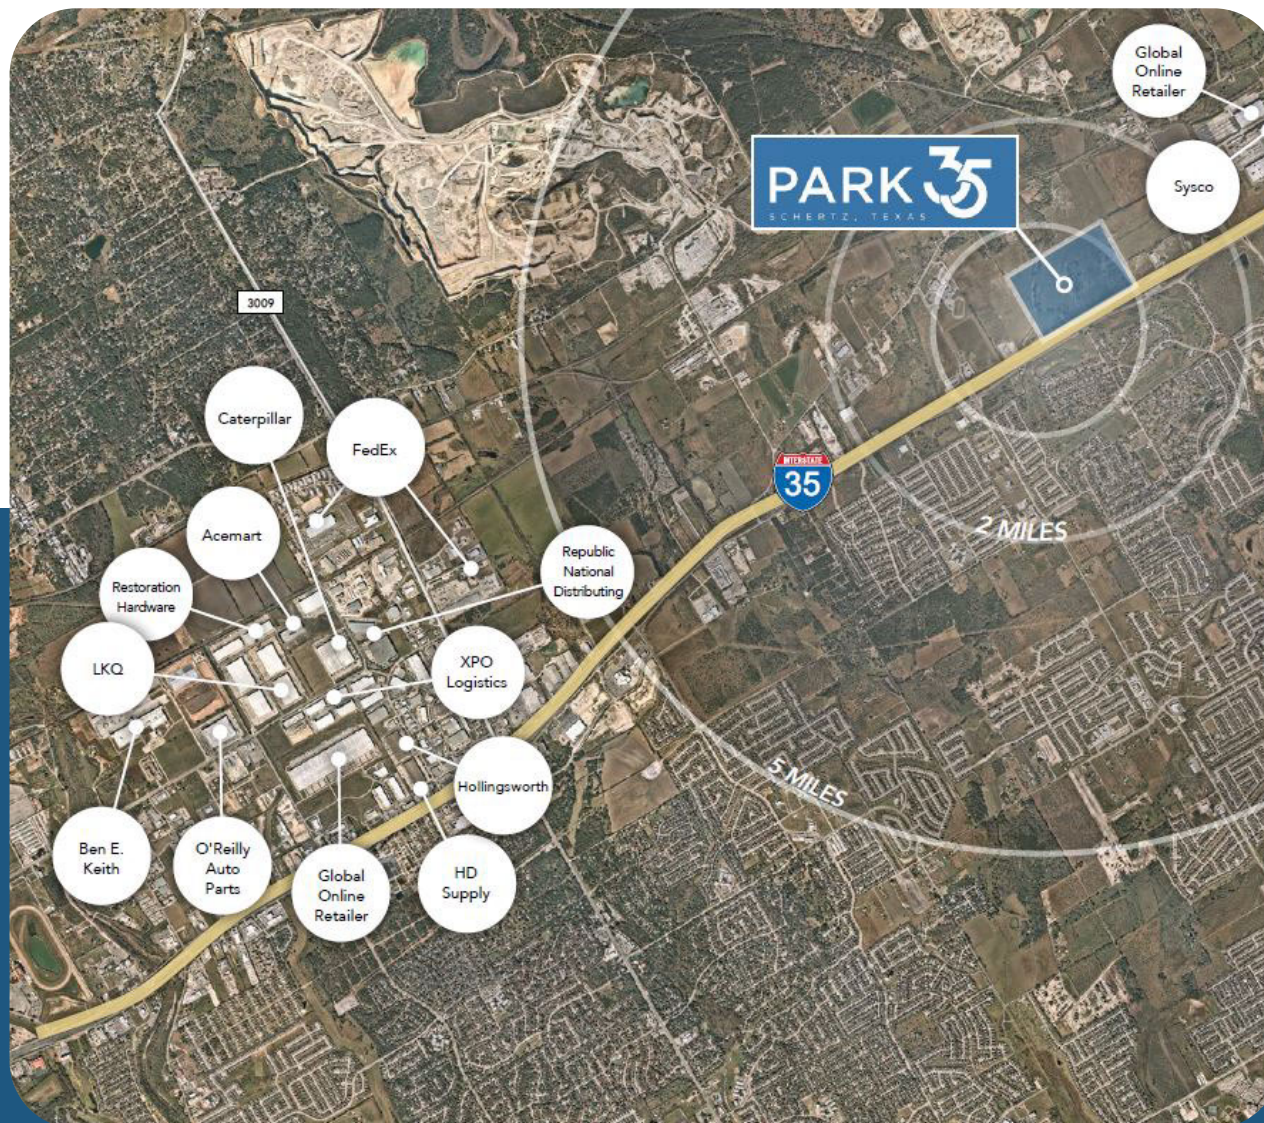 Global
Online
Retailer
PARK 35
SCHERTZ, TEXAS
Sysco
3009
Caterpillar
FedEx
INTERSTATE
35
2 MILES
Acemart
Republic
National
Distributing
Restoration
Hardware
LKQ
XPO
Logistics
5 MILES
Hollingsworth
Ben E.
Keith
O'Reilly
Auto
Parts
Global
Online
Retailer
HD
Supply